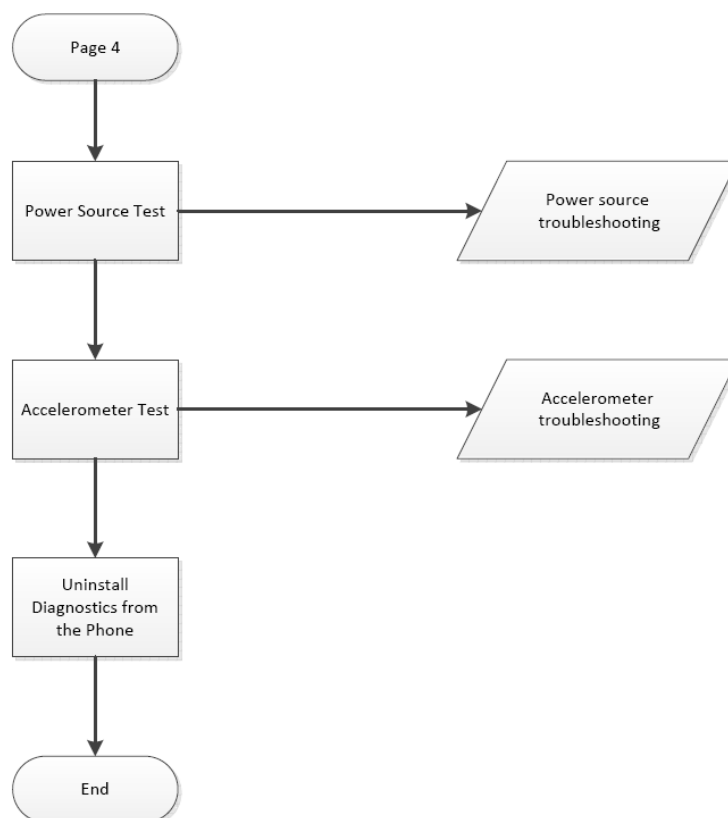 Page 4
Power Source Test
Power source
troubleshooting
Accelerometer Test
Accelerometer
troubleshooting
Uninstall
Diagnostics from
the Phone
End